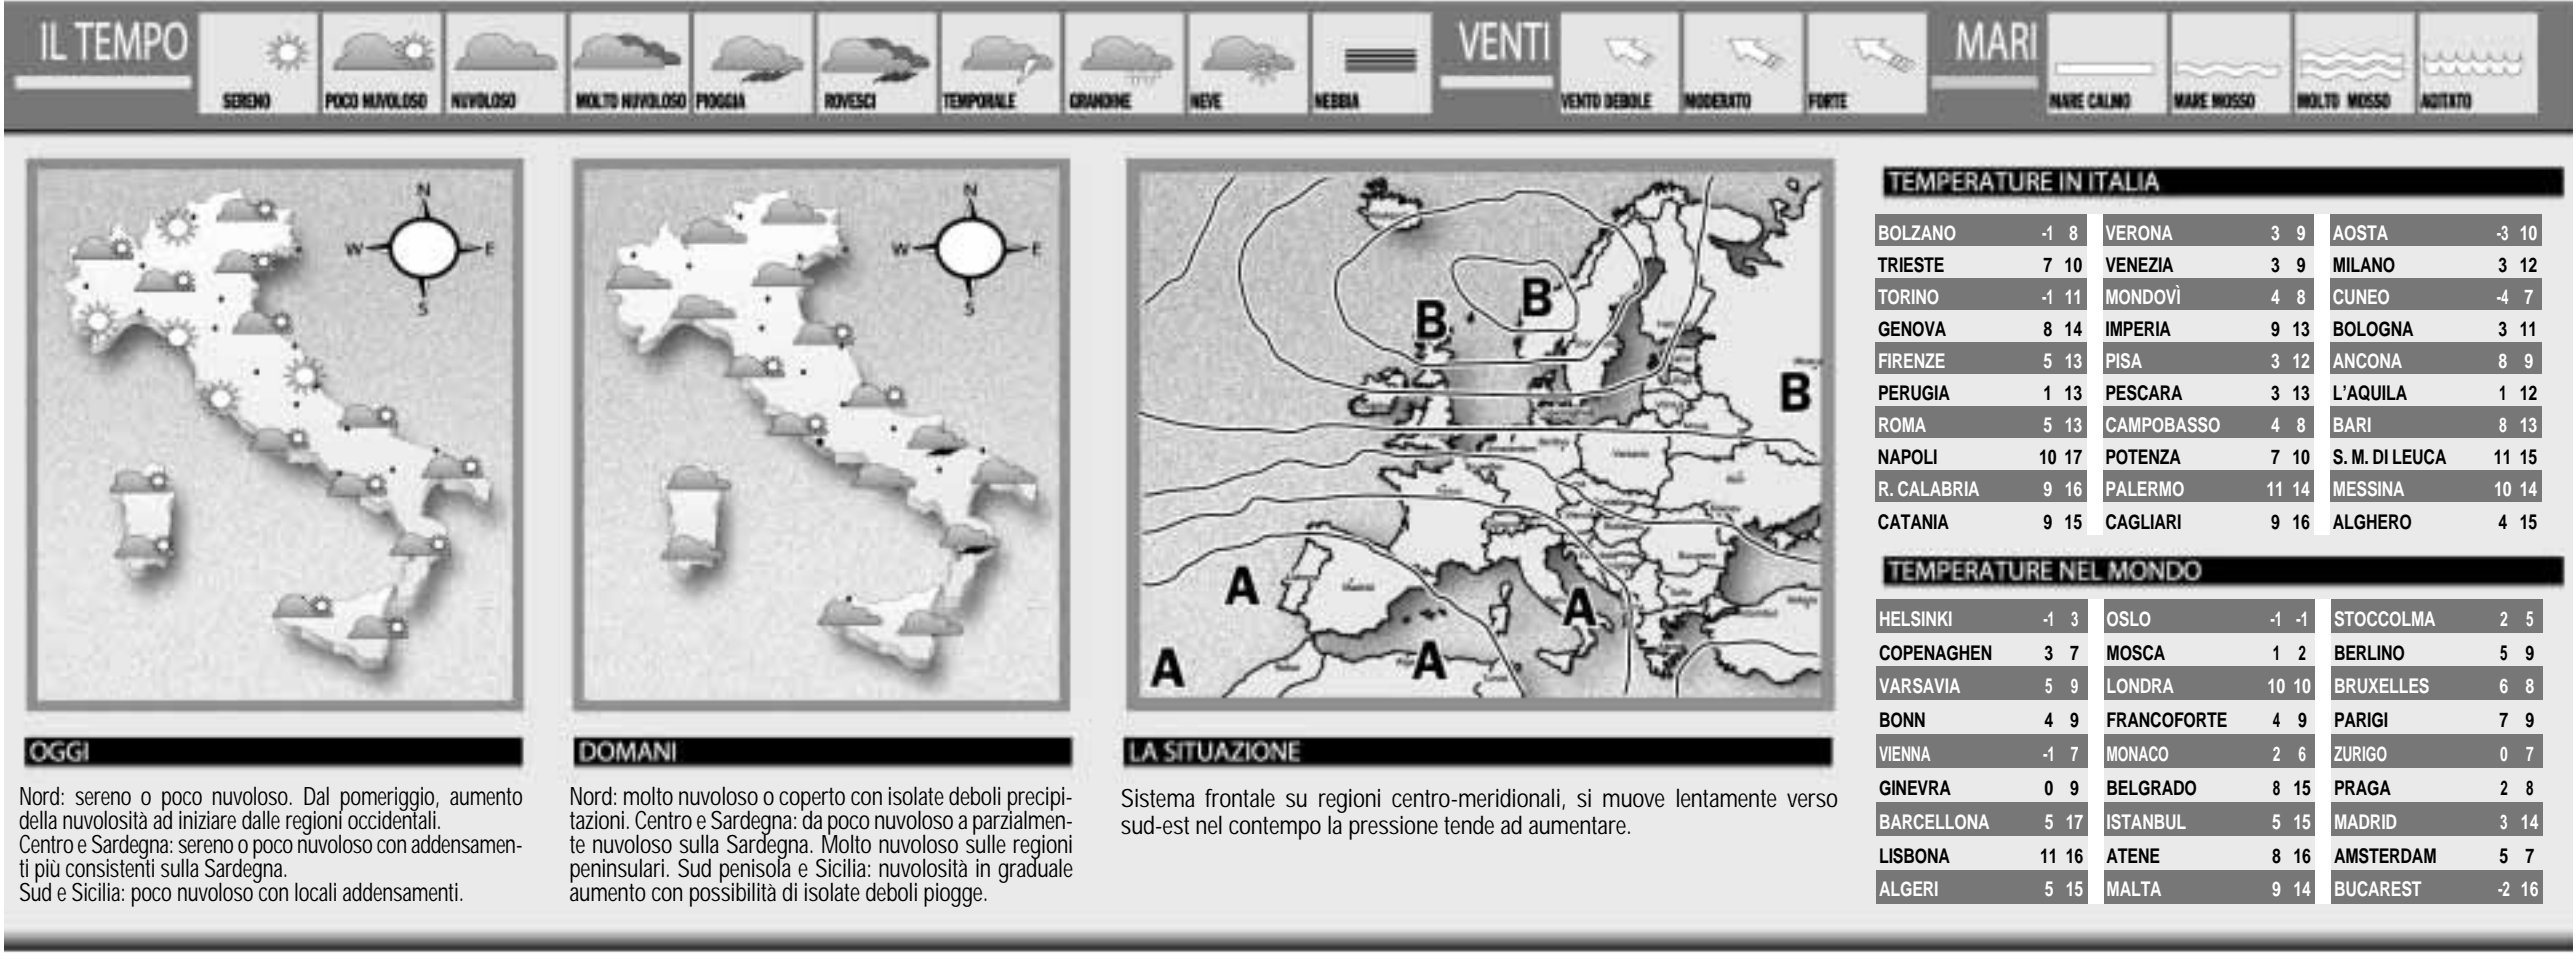 IL TEMPO
SERENO
POCO NUVOLOSO
NUVOLOSO
MOLTO NUVOLOSO
PIOGGIA
ROVESCI
TEMPORALE
GRANDINE
NEVE
NEBBIA
VENTI
VENTO DEBOLE
MODERATO
FORTE
MARI
MARE CALMO
MARE MOSSO
MOLTO MOSSO
AGITATO
N
W E
S
N
W E
S
B
B
B
A
A
A
A
OGGI
Nord: sereno o poco nuvoloso. Dal pomeriggio, aumento
della nuvolosità ad iniziare dalle regioni occidentali.
Centro e Sardegna: sereno o poco nuvoloso con addensamen-
ti più consistenti sulla Sardegna.
Sud e Sicilia: poco nuvoloso con locali addensamenti.
DOMANI
Nord: molto nuvoloso o coperto con isolate deboli precipi-
tazioni. Centro e Sardegna: da poco nuvoloso a parzialmen-
te nuvoloso sulla Sardegna. Molto nuvoloso sulle regioni
peninsulari. Sud penisola e Sicilia: nuvolosità in graduale
aumento con possibilità di isolate deboli piogge.
LA SITUAZIONE
Sistema frontale su regioni centro-meridionali, si muove lentamente verso
sud-est nel contempo la pressione tende ad aumentare.
TEMPERATURE IN ITALIA
BOLZANO -1 8 VERONA 3 9 AOSTA -3 10
TRIESTE 7 10 VENEZIA 3 9 MILANO 3 12
TORINO -1 11 MONDOVÌ 4 8 CUNEO -4 7
GENOVA 8 14 IMPERIA 9 13 BOLOGNA 3 11
FIRENZE 5 13 PISA 3 12 ANCONA 8 9
PERUGIA 1 13 PESCARA 3 13 L'AQUILA 1 12
ROMA 5 13 CAMPOBASSO 4 8 BARI 8 13
NAPOLI 10 17 POTENZA 7 10 S. M. DI LEUCA 11 15
R. CALABRIA 9 16 PALERMO 11 14 MESSINA 10 14
CATANIA 9 15 CAGLIARI 9 16 ALGHERO 4 15
TEMPERATURE NEL MONDO
HELSINKI -1 3 OSLO -1 -1 STOCCOLMA 2 5
COPENAGHEN 3 7 MOSCA 1 2 BERLINO 5 9
VARSAVIA 5 9 LONDRA 10 10 BRUXELLES 6 8
BONN 4 9 FRANCOFORTE 4 9 PARIGI 7 9
VIENNA -1 7 MONACO 2 6 ZURIGO 0 7
GINEVRA 0 9 BELGRADO 8 15 PRAGA 2 8
BARCELLONA 5 17 ISTANBUL 5 15 MADRID 3 14
LISBONA 11 16 ATENE 8 16 AMSTERDAM 5 7
ALGERI 5 15 MALTA 9 14 BUCAREST -2 16